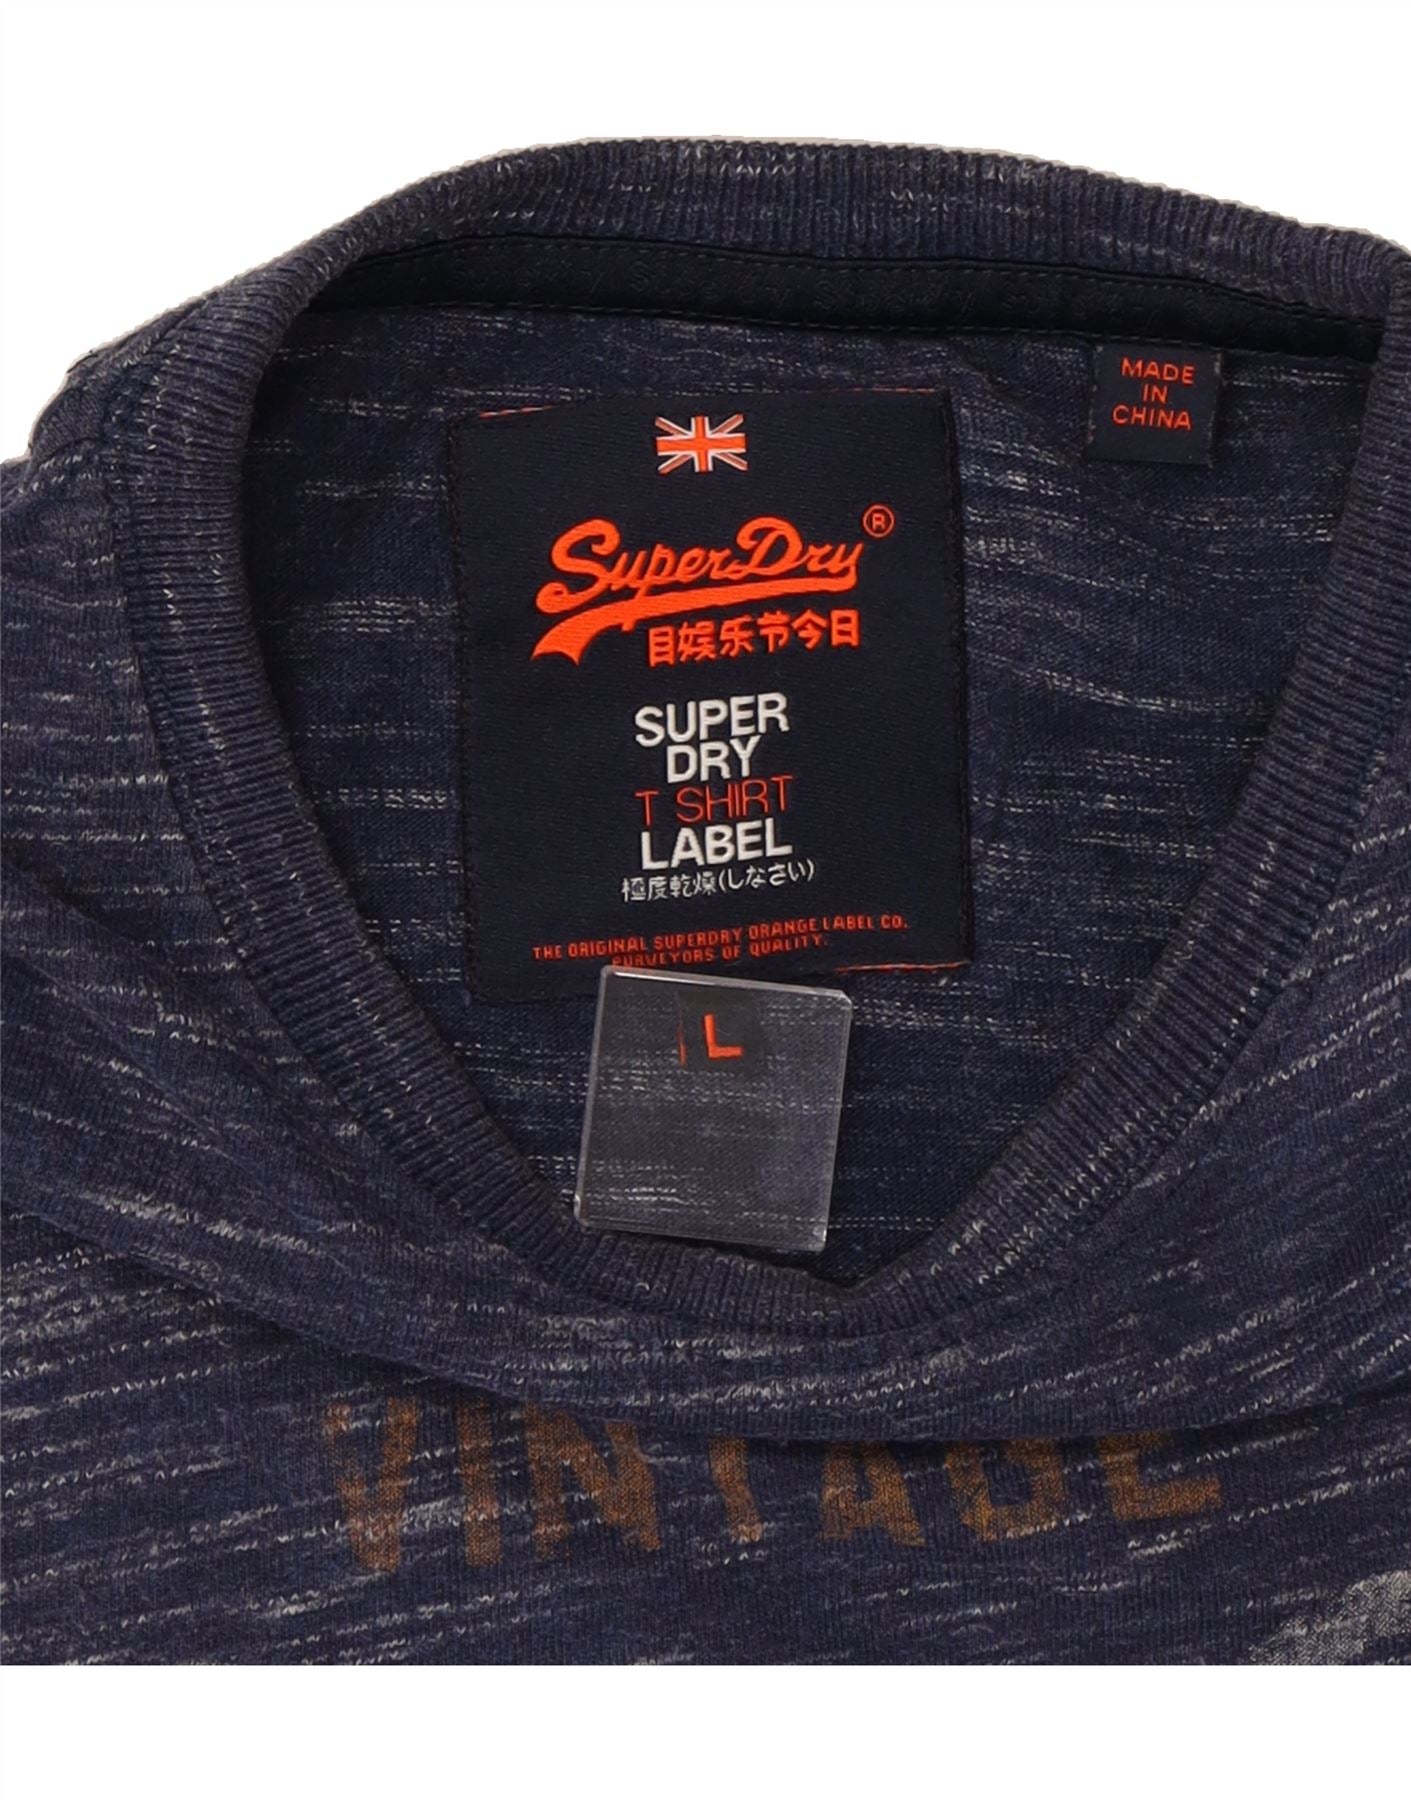 MADE
IN
CHINA
SuperDry®
目娱乐节今日
SUPER
DRY
T SHIRT
LABEL
極度乾燥(しなさい)
THE ORIGINAL SUPERDRY ORANGE LABEL CO.
PURVEYORS OF QUALITY.
L
VINTAGE